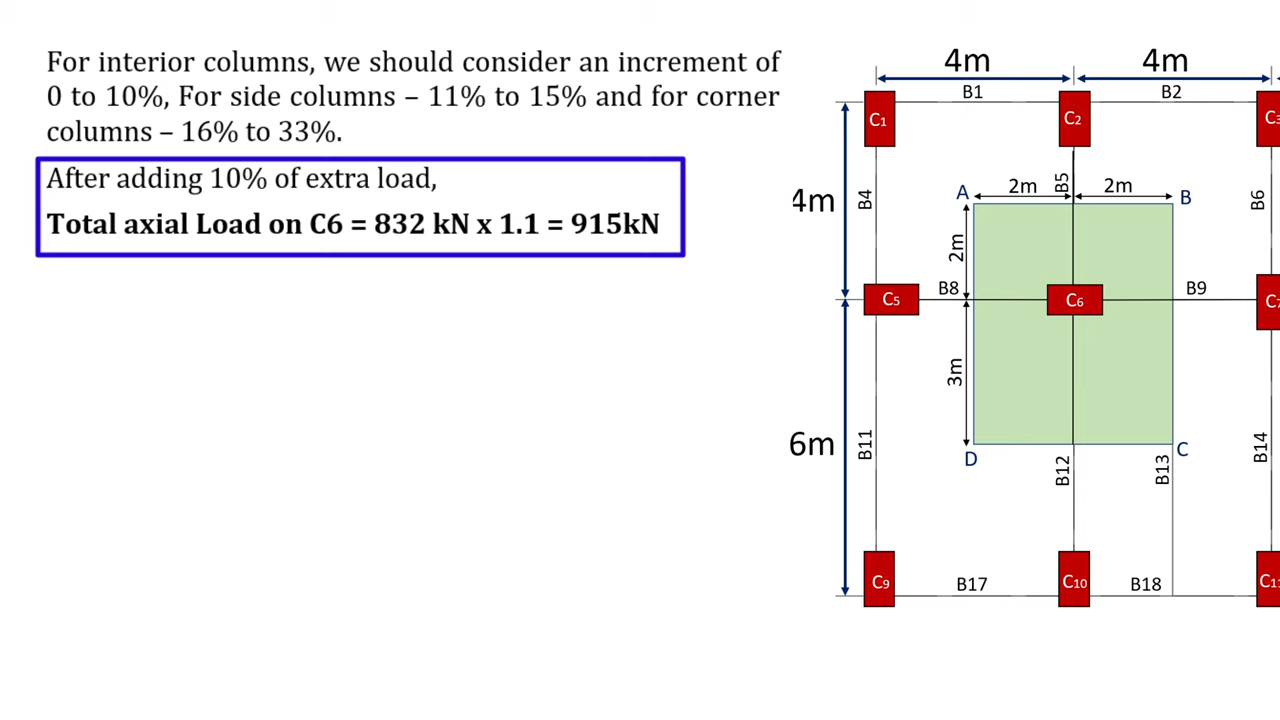 For interior columns, we should consider an increment of
0 to 10%, For side columns – 11% to 15% and for corner
columns – 16% to 33%.
After adding 10% of extra load,
Total axial Load on C6 = 832 kN x 1.1 = 915kN
4m 4m
B1 B2
C1 C2
4m B4 B5 B6
A 2m 2m B
2m
B8 B9
C5 C6
3m
6m B11 B12 B13 B14
D C
C9 C10
B17 B18